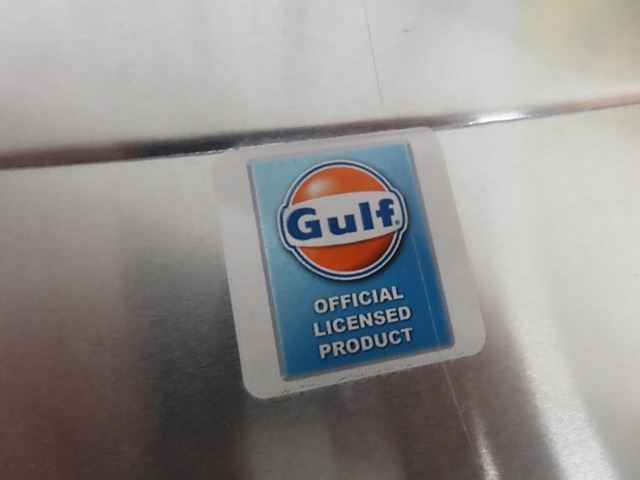 Gulf
OFFICIAL
LICENSED
PRODUCT